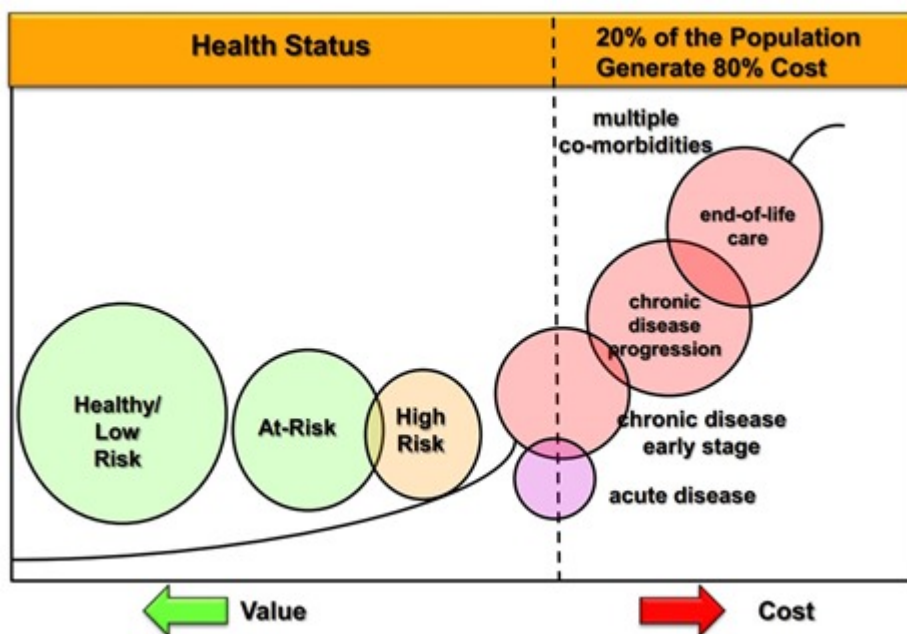 Health Status
20% of the Population
Generate 80% Cost
multiple
co-morbidities
end-of-life
care
chronic
disease
progression
Healthy/
Low
Risk
At-Risk
High
Risk
chronic disease
early stage
acute disease
Value
Cost